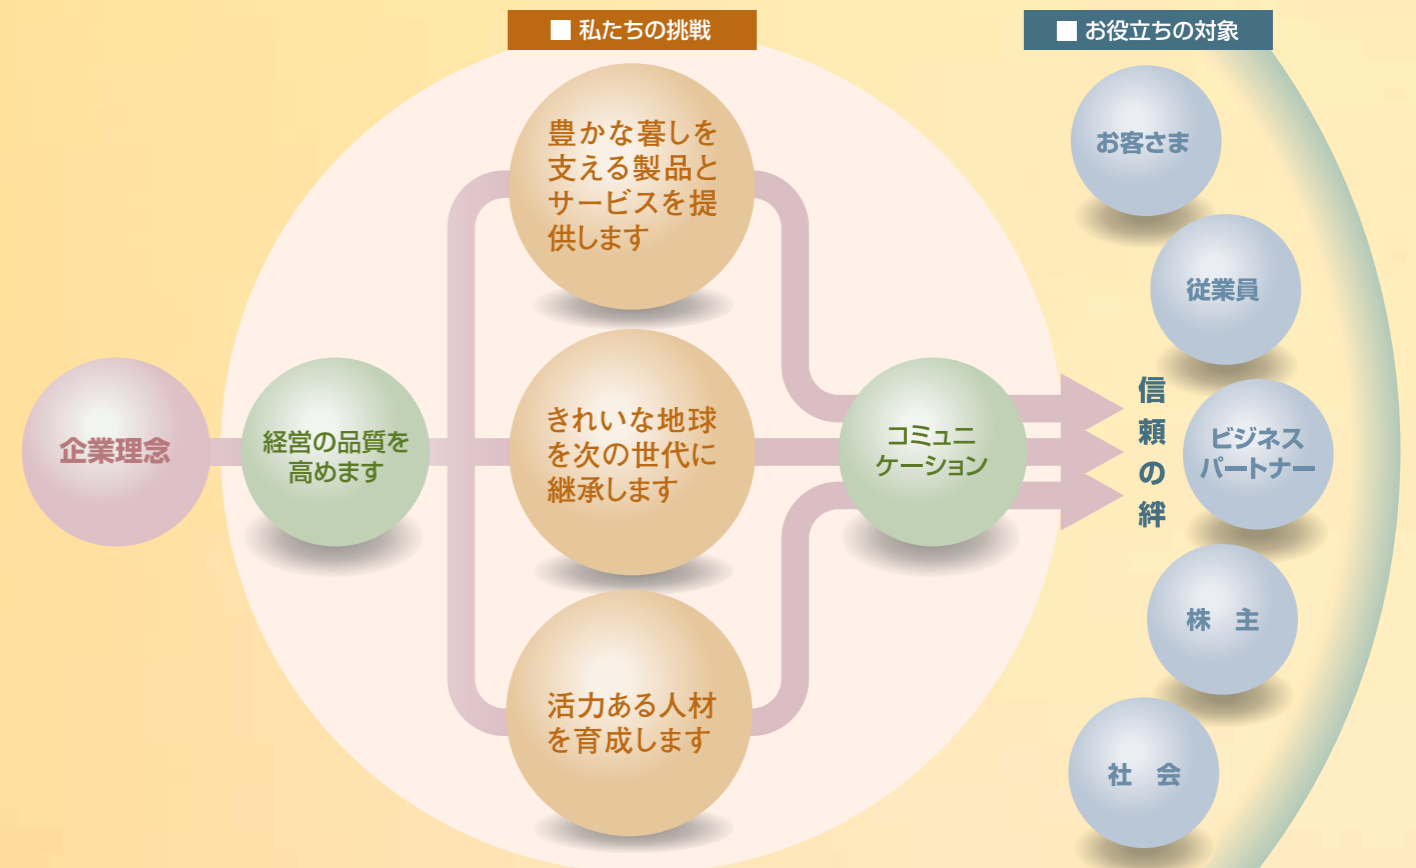 ■ 私たちの挑戦
■ お役立ちの対象
企業理念
経営の品質を
高めます
豊かな暮しを
支える製品と
サービスを提
供します
きれいな地球
を次の世代に
継承します
活力ある人材
を育成します
コミュニ
ケーション
信頼の絆
お客さま
従業員
ビジネス
パートナー
株 主
社 会